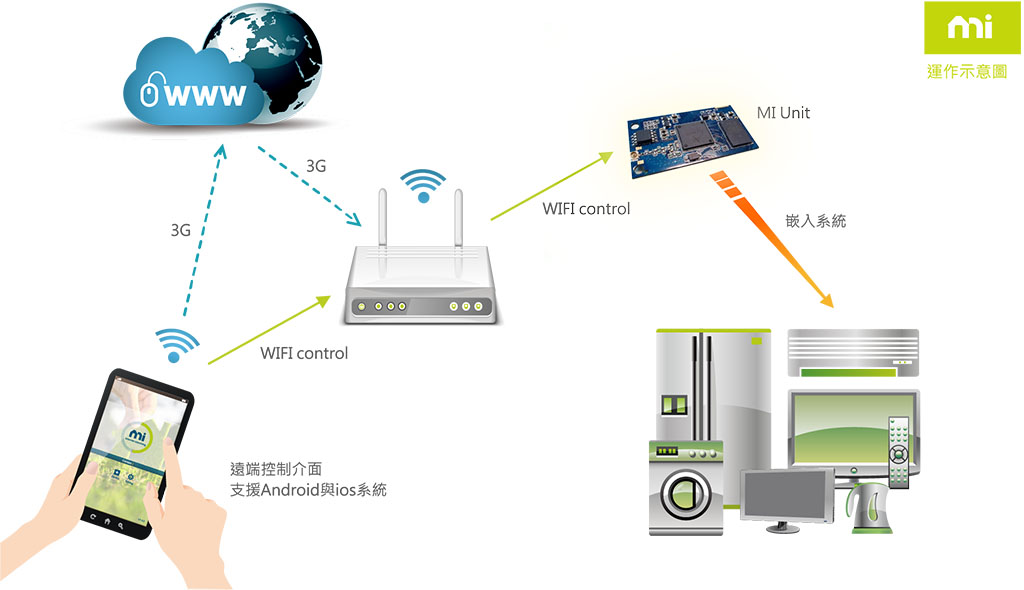 mi
運作示意圖
WWW
MI Unit
3G
WIFI control
嵌入系統
3G
WIFI control
mi
遠端控制介面
支援Android與ios系統